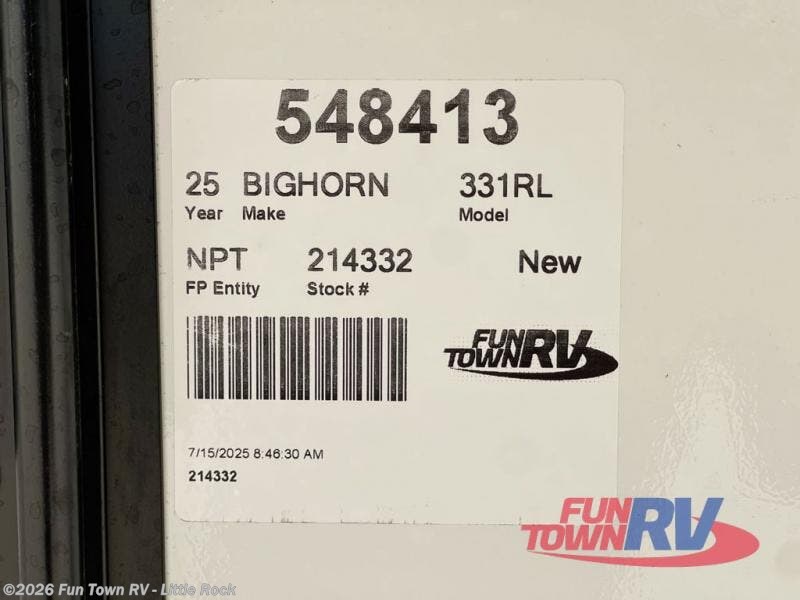 548413
25 BIGHORN 331RL
Year Make Model
NPT 214332 New
FP Entity Stock #
FUN
TOWN RV
7/15/2025 8:46:30 AM
214332
FUN
TOWN RV
©2026 Fun Town RV - Little Rock